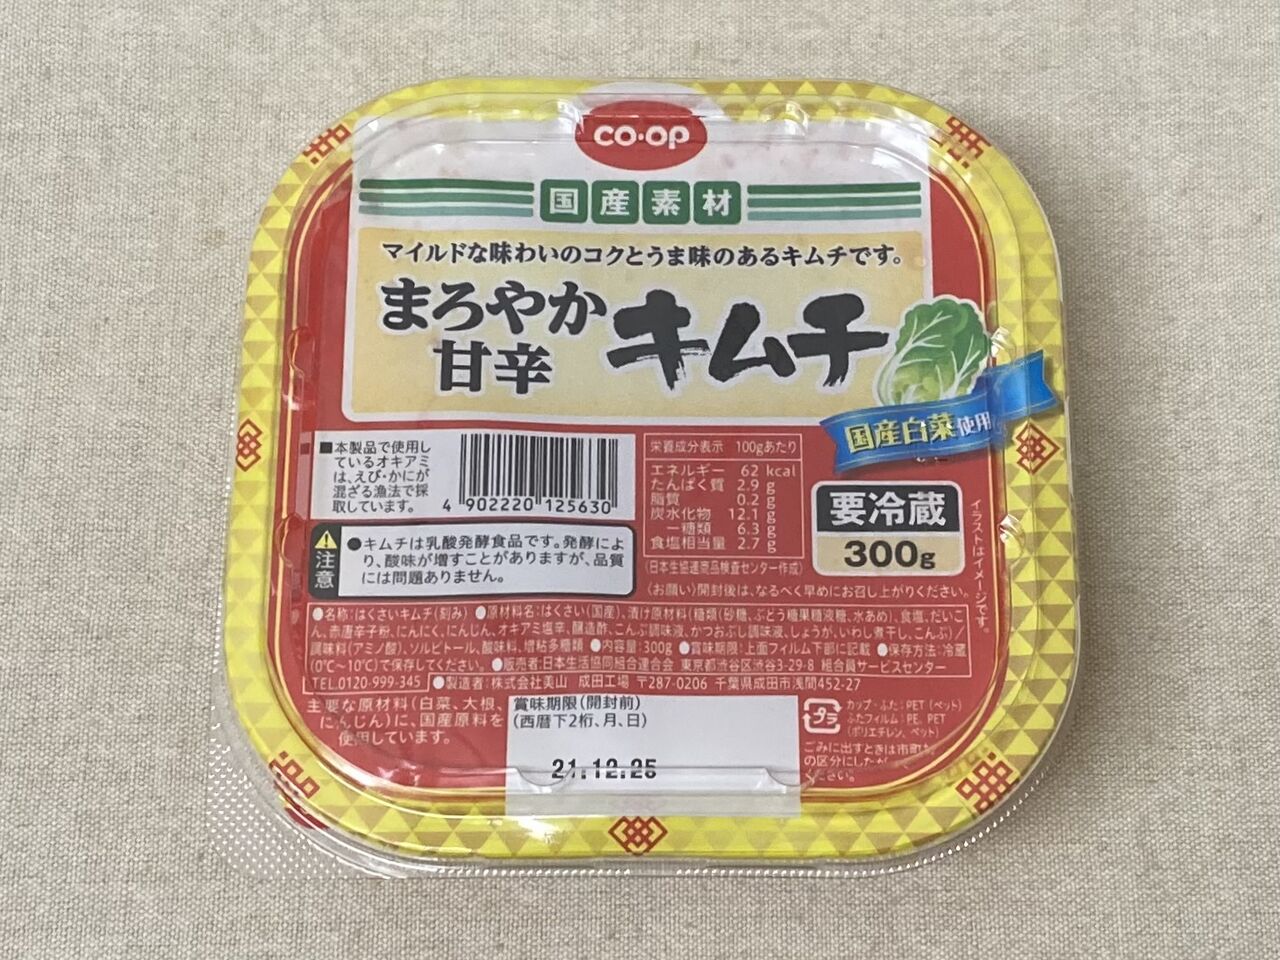 CO・OP
国産素材
マイルドな味わいのコクとうま味のあるキムチです。
まろやか
甘辛
キムチ
国産白菜使用
■本製品で使用し
ているオキアミ
は、えび・かにが
混ざる漁法で採
取しています。
4 902220 125630
栄養成分表示 100gあたり
エネルギー 62 kcal
たんぱく質 2.9 g
脂質 0.2 g
炭水化物 12.1 g
―糖類 6.3 g
食塩相当量 2.7 g
(日本生協連商品検査センター作成)
要冷蔵
300g
イラストはイメージです。
注意
●キムチは乳酸発酵食品です。発酵によ
り、酸味が増すことがありますが、品質
には問題ありません。
〈お願い〉開封後は、なるべく早めにお召し上がりください。
●名称:はくさいキムチ(刻み) ●原材料名:はくさい(国産)、漬け原材料(糖類(砂糖、ぶどう糖果糖液糖、水あめ)、食塩、だいこ
ん、赤唐辛子粉、にんにく、にんじん、オキアミ塩辛、醸造酢、こんぶ調味液、かつおぶし調味液、しょうが、いわし煮干し、こんぶ)/
調味料(アミノ酸)、ソルビトール、酸味料、増粘多糖類 ●内容量:300g ●賞味期限:上面フィルム下部に記載 ●保存方法:冷蔵
(0℃~10℃)で保存してください。 ●販売者:日本生活協同組合連合会 東京都渋谷区渋谷3-29-8 組合員サービスセンター
TEL.0120-999-345 ●製造者:株式会社美山 成田工場 〒287-0206 千葉県成田市浅間452-27
主要な原材料(白菜、大根、
にんじん)に、国産原料を
使用しています。
賞味期限(開封前)
(西暦下2桁、月、日)
21.12.25
プラ
カップ・ふた:PET(ペット)
ふたフィルム:PE、PET
(ポリエチレン、ペット)
ごみに出すときは市町
の区分にしたが
ください。